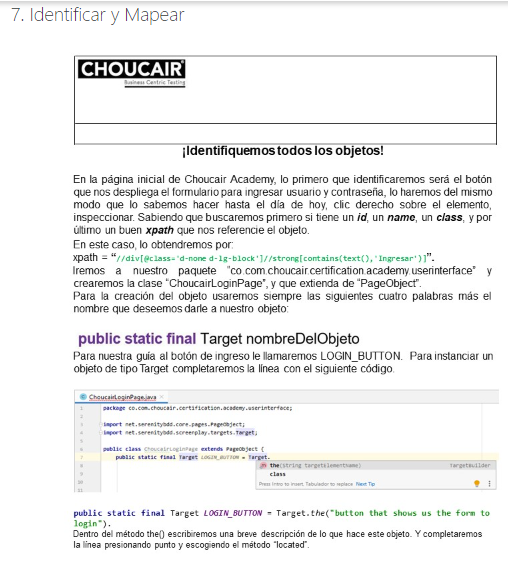 7. Identificar y Mapear
CHOUCAIR
Business Centric Testing
¡Identifiquemos todos los objetos!
En la página inicial de Choucair Academy, lo primero que identificaremos será el botón
que nos despliega el formulario para ingresar usuario y contraseña, lo haremos del mismo
modo que lo sabemos hacer hasta el día de hoy, clic derecho sobre el elemento,
inspeccionar. Sabiendo que buscaremos primero si tiene un id, un name, un class, y por
último un buen xpath que nos referencie el objeto.
En este caso, lo obtendremos por:
xpath = “//div[@class='d-none d-lg-block']//strong[contains(text(),'Ingresar')]”.
Iremos a nuestro paquete “co.com.choucair.certification.academy.userinterface” y
crearemos la clase “ChoucairLoginPage”, y que extienda de “PageObject”.
Para la creación del objeto usaremos siempre las siguientes cuatro palabras más el
nombre que deseemos darle a nuestro objeto:
public static final Target nombreDelObjeto
Para nuestra guía al botón de ingreso le llamaremos LOGIN_BUTTON. Para instanciar un
objeto de tipo Target completaremos la línea con el siguiente código.
ChoucairLoginPage.java
package co.com.choucair.certification.academy.userinterface;
import net.serenitybdd.core.pages.PageObject;
import net.serenitybdd.screenplay.targets.Target;
public class ChoucairLoginPage extends PageObject {
public static final Target LOGIN_BUTTON = Target.
the(String targetElementName) TargetBuilder
class
Press Intro to insert, Tabulador to replace Next Tip
public static final Target LOGIN_BUTTON = Target.the("button that shows us the form to
login").
Dentro del método the() escribiremos una breve descripción de lo que hace este objeto. Y completaremos
la línea presionando punto y escogiendo el método “located”.